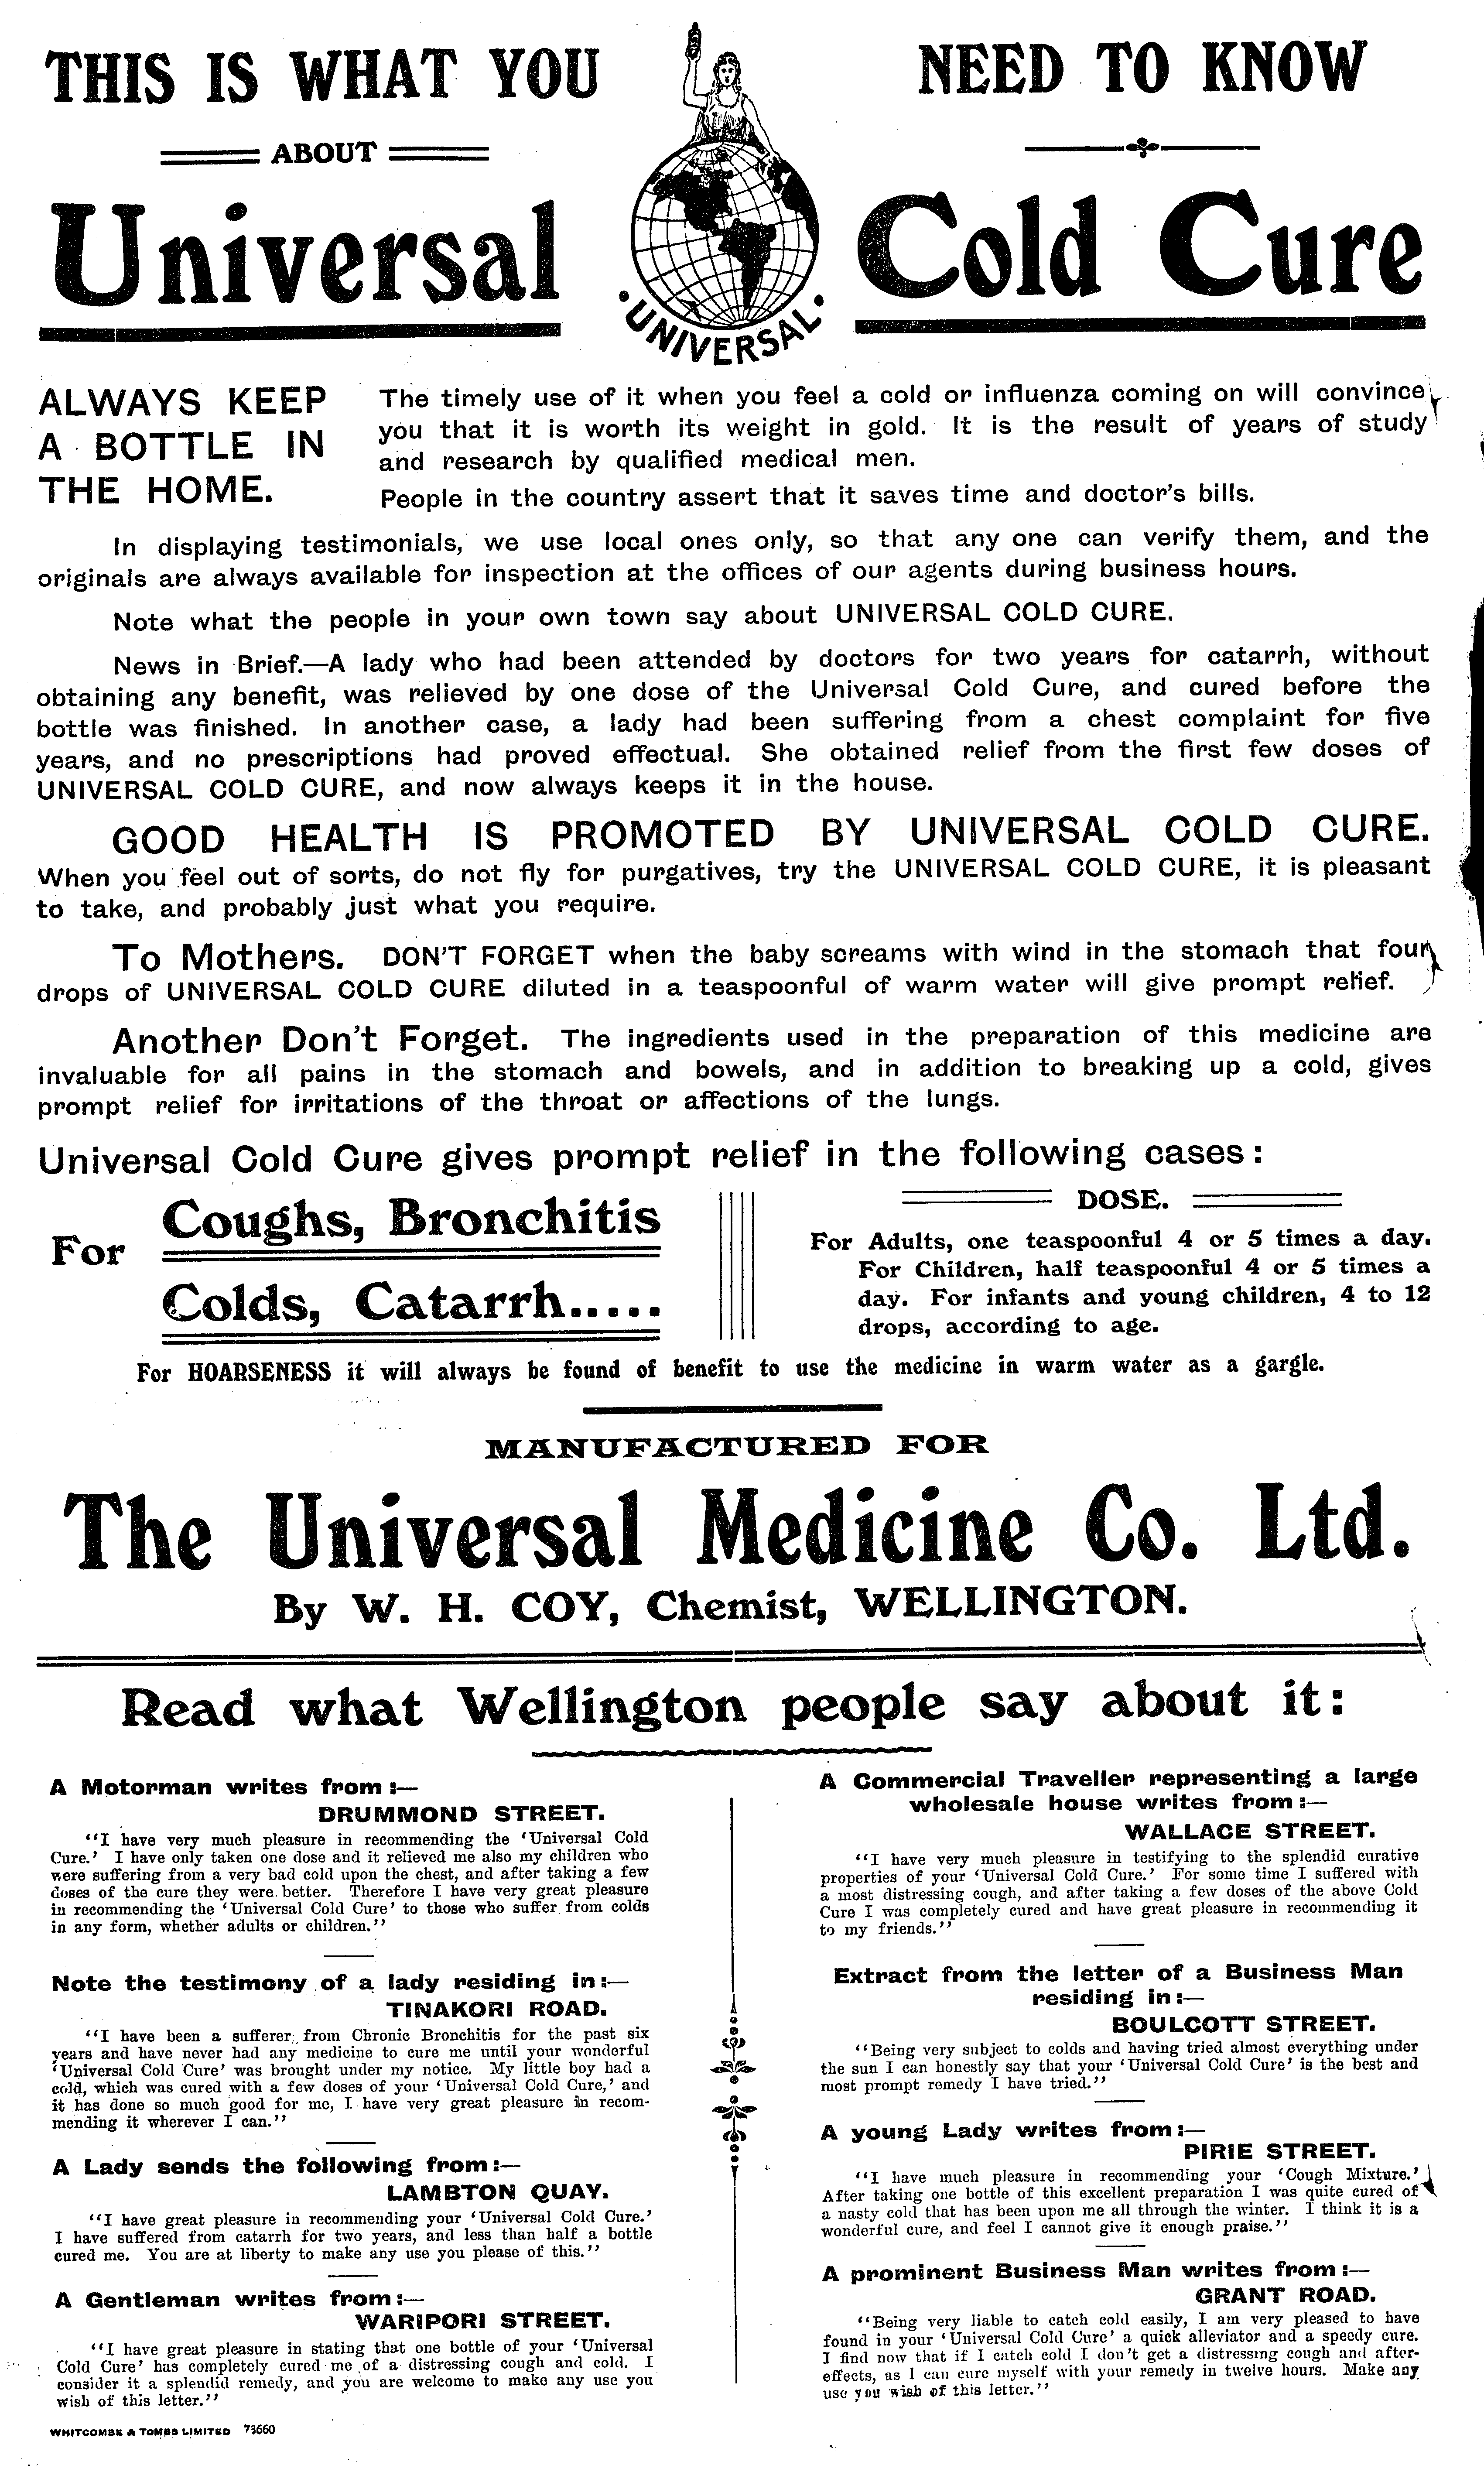 THIS IS WHAT YOU NEED TO KNOW
ABOUT
Universal Cold Cure
·UNIVERSAL·
ALWAYS KEEP
A BOTTLE IN
THE HOME.
The timely use of it when you feel a cold or influenza coming on will convince
you that it is worth its weight in gold. It is the result of years of study
and research by qualified medical men.
People in the country assert that it saves time and doctor's bills.
In displaying testimonials, we use local ones only, so that any one can verify them, and the
originals are always available for inspection at the offices of our agents during business hours.
Note what the people in your own town say about UNIVERSAL COLD CURE.
News in Brief.—A lady who had been attended by doctors for two years for catarrh, without
obtaining any benefit, was relieved by one dose of the Universal Cold Cure, and cured before the
bottle was finished. In another case, a lady had been suffering from a chest complaint for five
years, and no prescriptions had proved effectual. She obtained relief from the first few doses of
UNIVERSAL COLD CURE, and now always keeps it in the house.
GOOD HEALTH IS PROMOTED BY UNIVERSAL COLD CURE.
When you feel out of sorts, do not fly for purgatives, try the UNIVERSAL COLD CURE, it is pleasant
to take, and probably just what you require.
To Mothers. DON'T FORGET when the baby screams with wind in the stomach that four
drops of UNIVERSAL COLD CURE diluted in a teaspoonful of warm water will give prompt relief.
Another Don't Forget. The ingredients used in the preparation of this medicine are
invaluable for all pains in the stomach and bowels, and in addition to breaking up a cold, gives
prompt relief for irritations of the throat or affections of the lungs.
Universal Cold Cure gives prompt relief in the following cases:
For
Coughs, Bronchitis
Colds, Catarrh.....
DOSE.
For Adults, one teaspoonful 4 or 5 times a day.
For Children, half teaspoonful 4 or 5 times a
day. For infants and young children, 4 to 12
drops, according to age.
For HOARSENESS it will always be found of benefit to use the medicine in warm water as a gargle.
MANUFACTURED FOR
The Universal Medicine Co. Ltd.
By W. H. COY, Chemist, WELLINGTON.
Read what Wellington people say about it:
A Motorman writes from:—
DRUMMOND STREET.
"I have very much pleasure in recommending the 'Universal Cold
Cure.' I have only taken one dose and it relieved me also my children who
were suffering from a very bad cold upon the chest, and after taking a few
doses of the cure they were better. Therefore I have very great pleasure
in recommending the 'Universal Cold Cure' to those who suffer from colds
in any form, whether adults or children."
Note the testimony of a lady residing in:—
TINAKORI ROAD.
"I have been a sufferer from Chronic Bronchitis for the past six
years and have never had any medicine to cure me until your wonderful
'Universal Cold Cure' was brought under my notice. My little boy had a
cold, which was cured with a few doses of your 'Universal Cold Cure,' and
it has done so much good for me, I have very great pleasure in recom-
mending it wherever I can."
A Lady sends the following from:—
LAMBTON QUAY.
"I have great pleasure in recommending your 'Universal Cold Cure.'
I have suffered from catarrh for two years, and less than half a bottle
cured me. You are at liberty to make any use you please of this."
A Gentleman writes from:—
WARIPORI STREET.
"I have great pleasure in stating that one bottle of your 'Universal
Cold Cure' has completely cured me of a distressing cough and cold. I
consider it a splendid remedy, and you are welcome to make any use you
wish of this letter."
WHITCOMBE & TOMBS LIMITED 73660
A Commercial Traveller representing a large
wholesale house writes from:—
WALLACE STREET.
"I have very much pleasure in testifying to the splendid curative
properties of your 'Universal Cold Cure.' For some time I suffered with
a most distressing cough, and after taking a few doses of the above Cold
Cure I was completely cured and have great pleasure in recommending it
to my friends."
Extract from the letter of a Business Man
residing in:—
BOULCOTT STREET.
"Being very subject to colds and having tried almost everything under
the sun I can honestly say that your 'Universal Cold Cure' is the best and
most prompt remedy I have tried."
A young Lady writes from:—
PIRIE STREET.
"I have much pleasure in recommending your 'Cough Mixture.'
After taking one bottle of this excellent preparation I was quite cured of
a nasty cold that has been upon me all through the winter. I think it is a
wonderful cure, and feel I cannot give it enough praise."
A prominent Business Man writes from:—
GRANT ROAD.
"Being very liable to catch cold easily, I am very pleased to have
found in your 'Universal Cold Cure' a quick alleviator and a speedy cure.
I find now that if I catch cold I don't get a distressing cough and after-
effects, as I can cure myself with your remedy in twelve hours. Make any
use you wish of this letter."